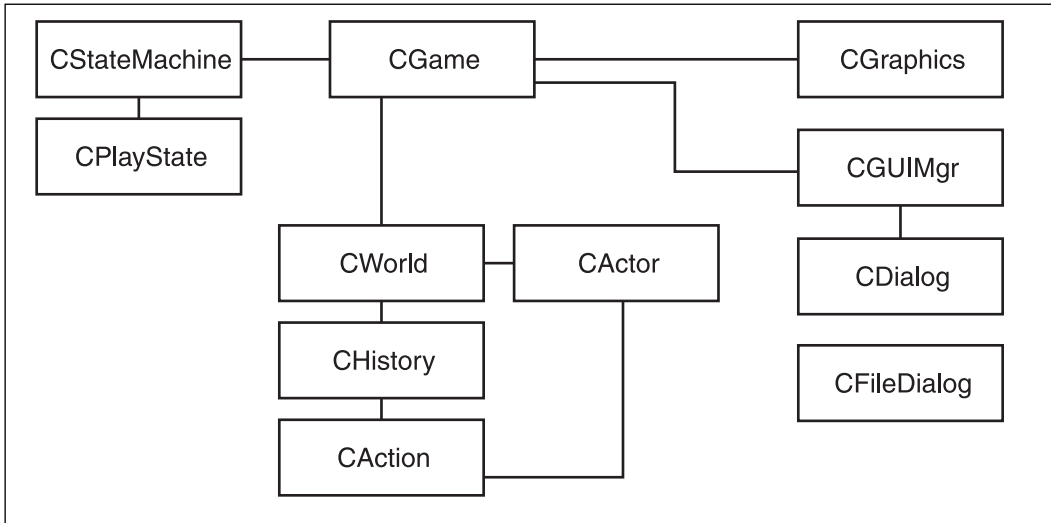 CStateMachine
CGame
CGraphics
CPlayState
CGUIMgr
CWorld
CActor
CDialog
CHistory
CFileDialog
CAction